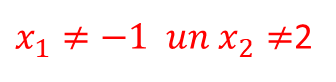 x₁ ≠ −1 un x₂ ≠2